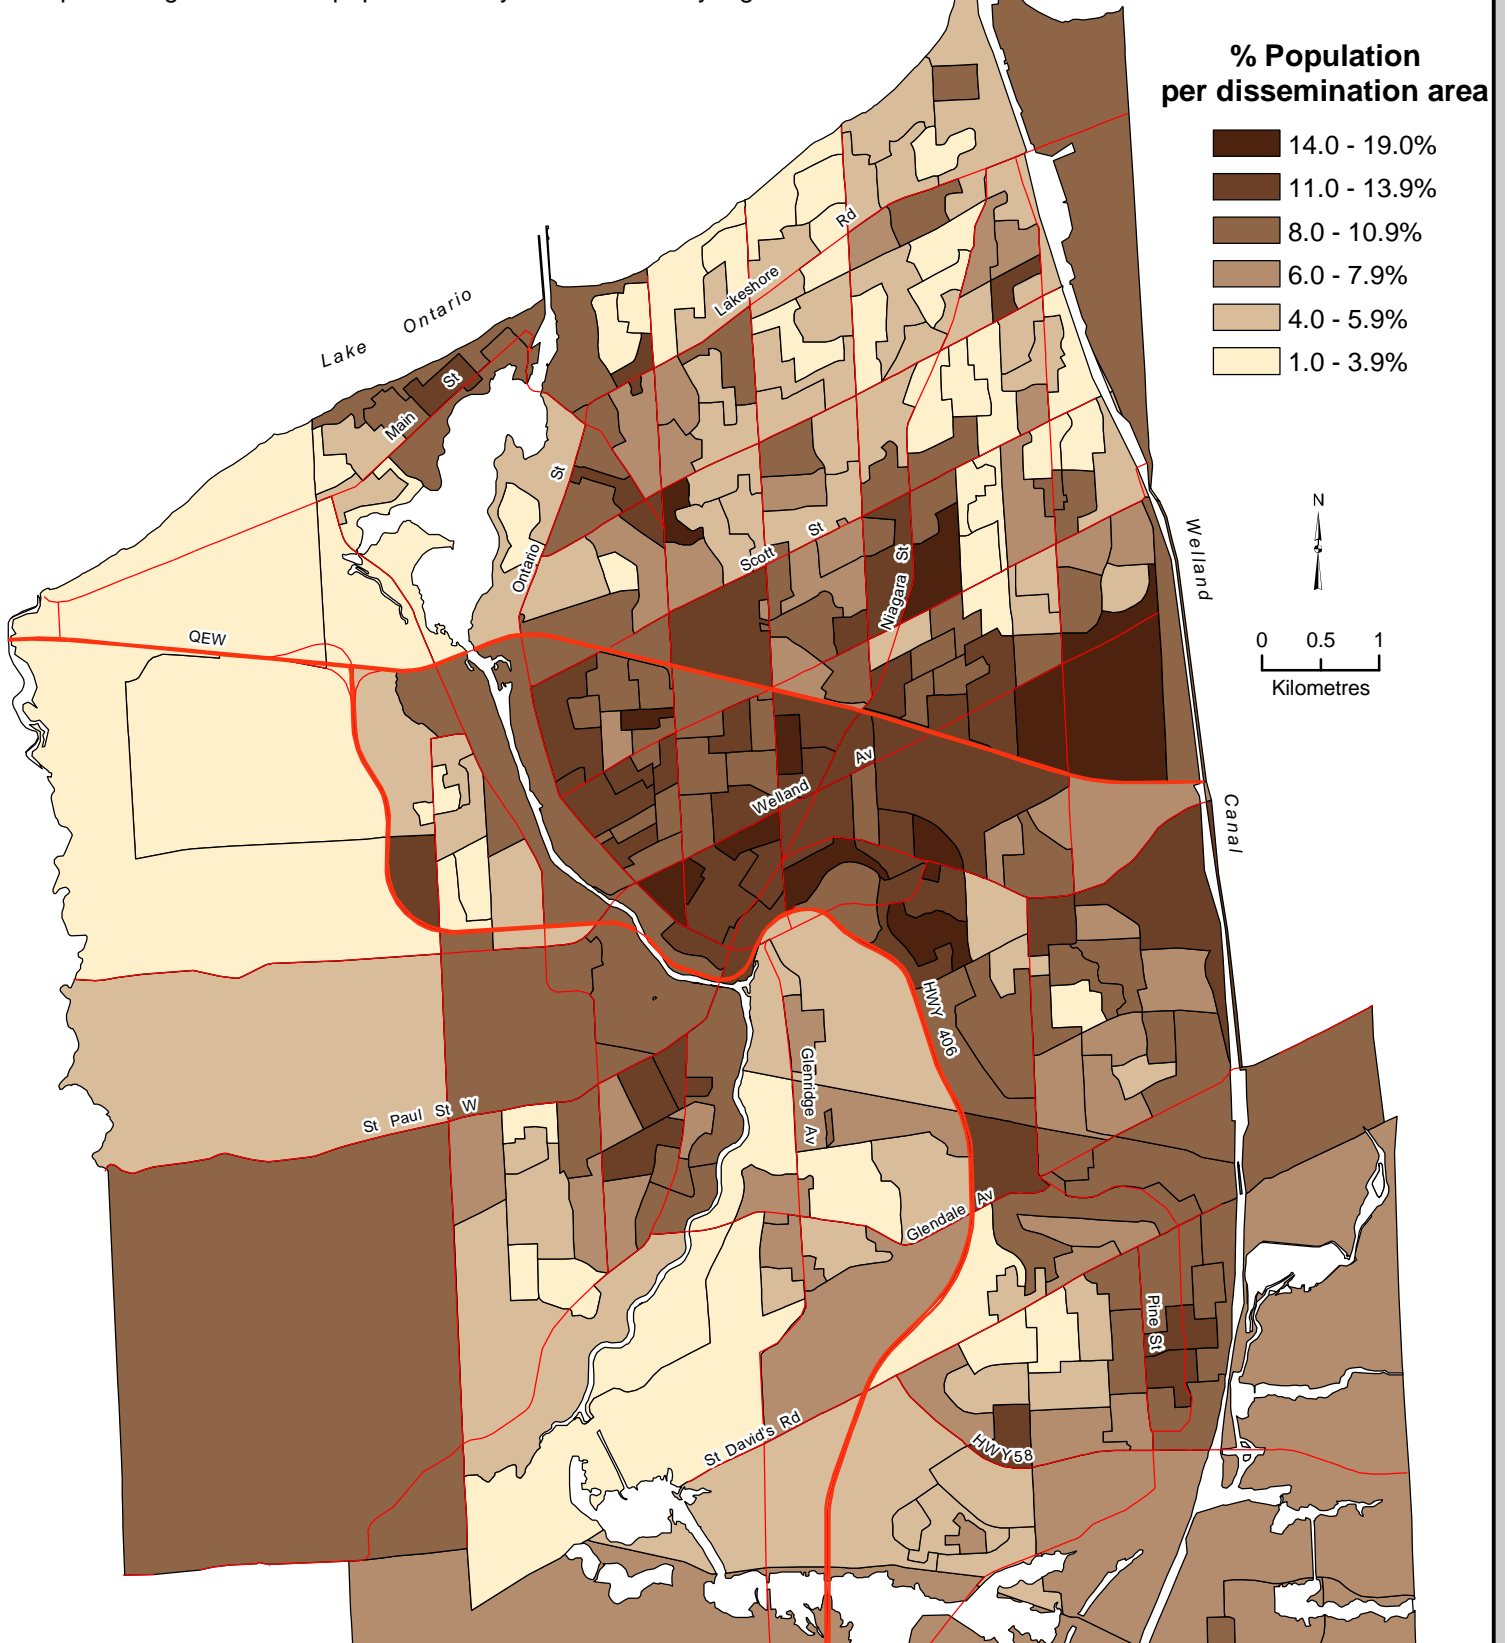 % Population
per dissemination area
14.0 - 19.0%
11.0 - 13.9%
8.0 - 10.9%
6.0 - 7.9%
4.0 - 5.9%
1.0 - 3.9%
Lake Ontario
Main St
Lakeshore Rd
Ontario St
Scott St
Niagara St
Welland Canal
N
0 0.5 1
Kilometres
QEW
Welland Av
HWY 406
Glenridge Av
St Paul St W
Glendale Av
Pine St
St David's Rd
HWY58